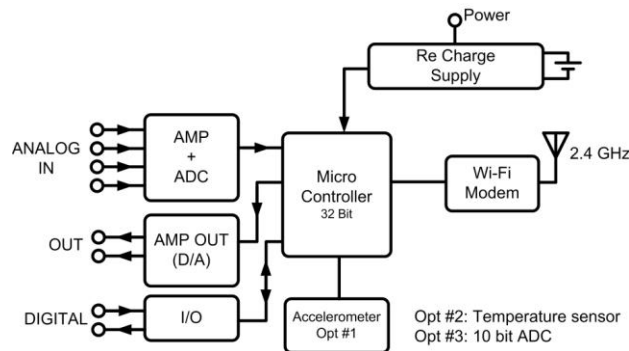 Power
Re Charge
Supply
ANALOG
IN
AMP
+
ADC
Micro
Controller
32 Bit
Wi-Fi
Modem
2.4 GHz
OUT
AMP OUT
(D/A)
DIGITAL
I/O
Accelerometer
Opt #1
Opt #2: Temperature sensor
Opt #3: 10 bit ADC